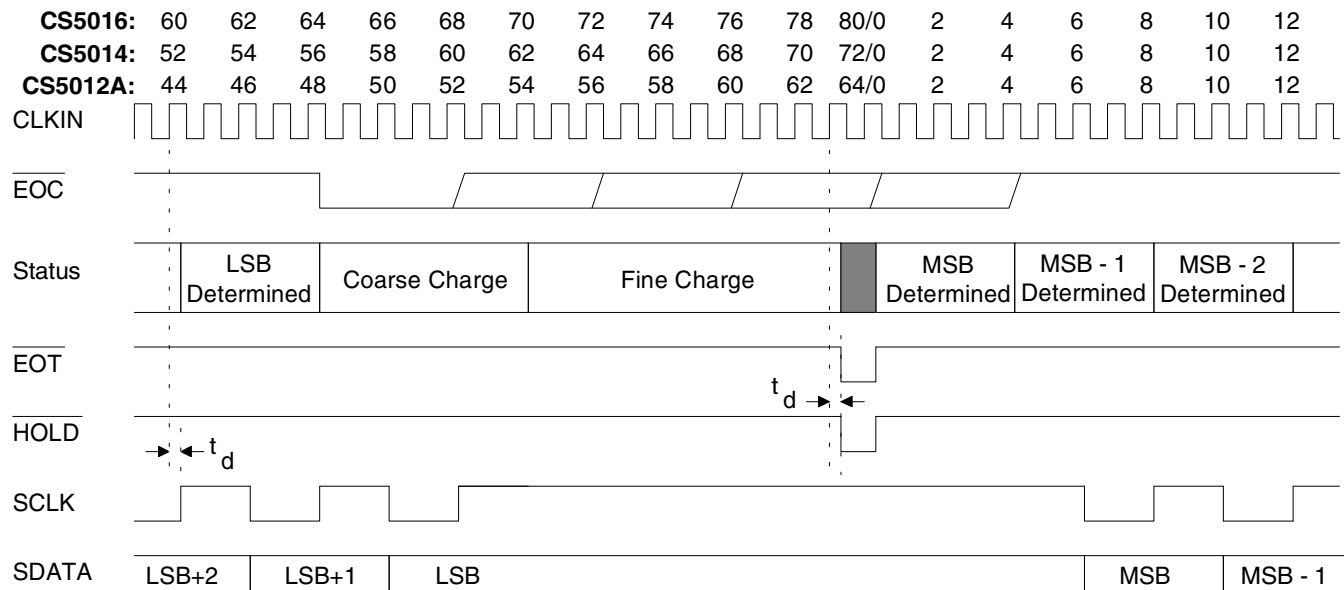 CS5016: 60 62 64 66 68 70 72 74 76 78 80/0 2 4 6 8 10 12
CS5014: 52 54 56 58 60 62 64 66 68 70 72/0 2 4 6 8 10 12
CS5012A: 44 46 48 50 52 54 56 58 60 62 64/0 2 4 6 8 10 12
CLKIN
EOC
Status
LSB
Determined
Coarse Charge
Fine Charge
MSB
Determined
MSB - 1
Determined
MSB - 2
Determined
EOT
t d
HOLD
t d
SCLK
SDATA
LSB+2
LSB+1
LSB
MSB
MSB - 1